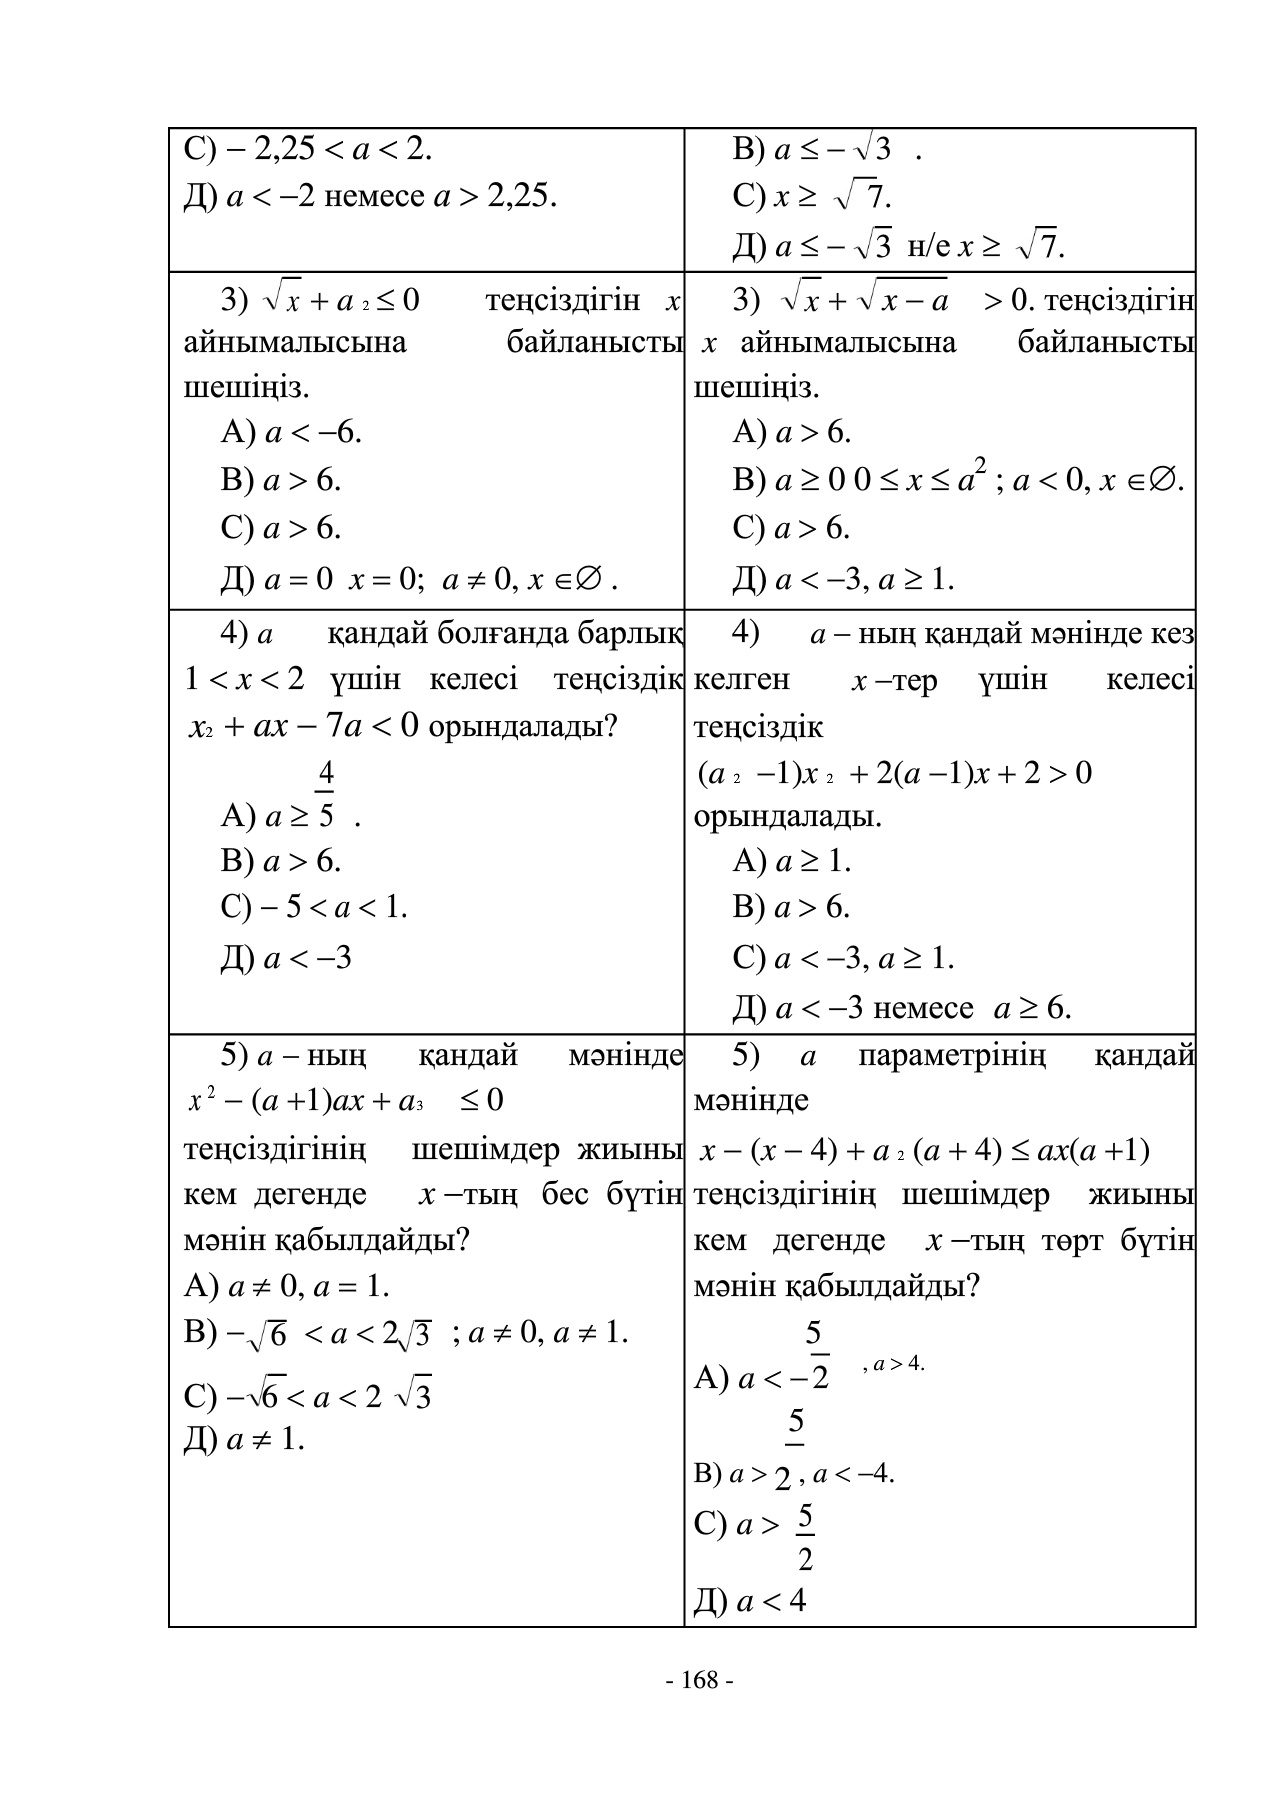 С) – 2,25 < a < 2.
Д) a < –2 немесе a > 2,25.
В) a ≤ – √3 .
С) x ≥ √7.
Д) a ≤ – √3 н/е x ≥ √7.
3) √x + a ₂ ≤ 0 теңсіздігін x
айнымалысына байланысты
шешіңіз.
А) a < –6.
В) a > 6.
С) a > 6.
Д) a = 0 x = 0; a ≠ 0, x ∈∅ .
3) √x + √(x – a) > 0. теңсіздігін
x айнымалысына байланысты
шешіңіз.
А) a > 6.
В) a ≥ 0 0 ≤ x ≤ a² ; a < 0, x ∈∅.
С) a > 6.
Д) a < –3, a ≥ 1.
4) a қандай болғанда барлық
1 < x < 2 үшін келесі теңсіздік
x₂ + ax – 7a < 0 орындалады?
А) a ≥ 4/5 .
В) a > 6.
С) – 5 < a < 1.
Д) a < –3
4) a – ның қандай мәнінде кез
келген x –тер үшін келесі
теңсіздік
(a ₂ –1)x ₂ + 2(a –1)x + 2 > 0
орындалады.
А) a ≥ 1.
В) a > 6.
С) a < –3, a ≥ 1.
Д) a < –3 немесе a ≥ 6.
5) a – ның қандай мәнінде
x² – (a +1)ax + a₃ ≤ 0
теңсіздігінің шешімдер жиыны
кем дегенде x –тың бес бүтін
мәнін қабылдайды?
А) a ≠ 0, a = 1.
В) –√6 < a < 2√3 ; a ≠ 0, a ≠ 1.
С) –√6 < a < 2 √3
Д) a ≠ 1.
5) a параметрінің қандай
мәнінде
x – (x – 4) + a ₂ (a + 4) ≤ ax(a +1)
теңсіздігінің шешімдер жиыны
кем дегенде x –тың төрт бүтін
мәнін қабылдайды?
А) a < – 5/2 , a > 4.
В) a > 5/2 , a < –4.
С) a > 5/2
Д) a < 4
- 168 -